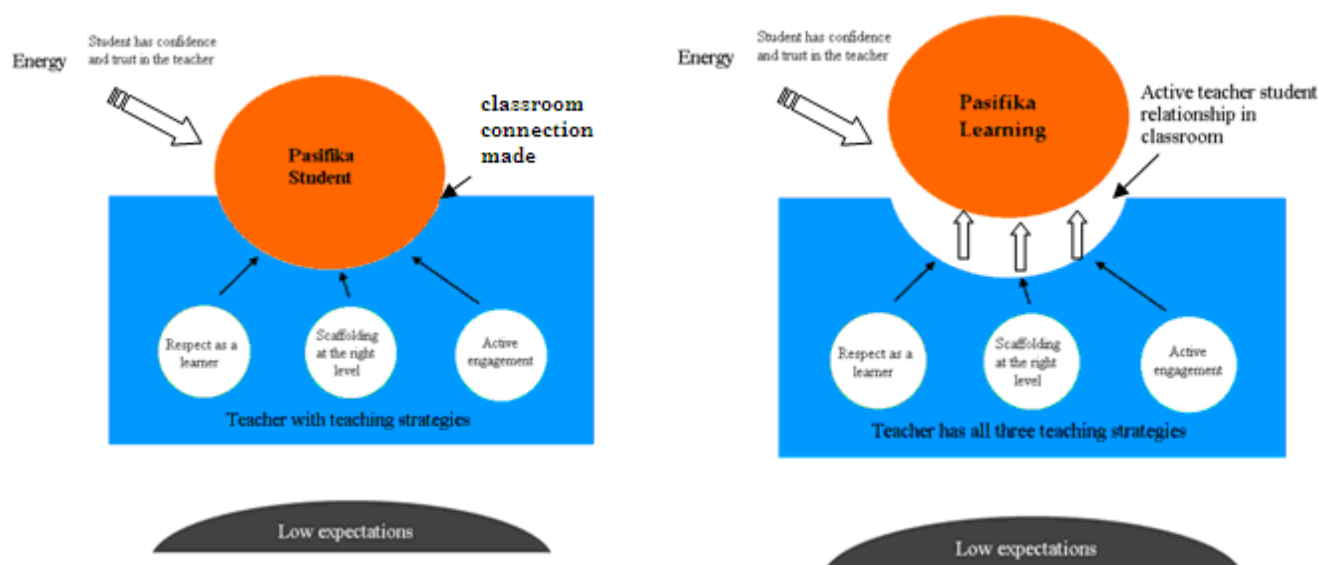 Energy
Student has confidence
and trust in the teacher
classroom
connection
made
Pasifika
Student
Respect as a
learner
Scaffolding
at the right
level
Active
engagement
Teacher with teaching strategies
Low expectations
Energy
Student has confidence
and trust in the teacher
Pasifika
Learning
Active teacher student
relationship in
classroom
Respect as a
learner
Scaffolding
at the right
level
Active
engagement
Teacher has all three teaching strategies
Low expectations